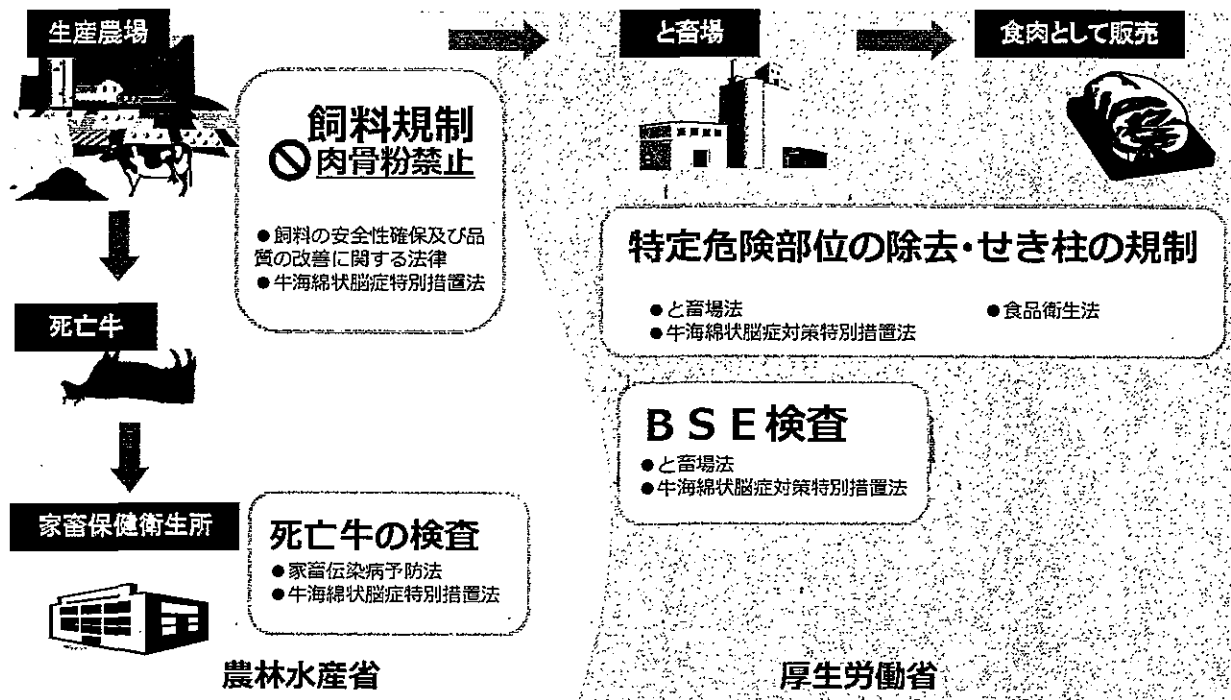 生産農場
と畜場
食肉として販売
飼料規制
肉骨粉禁止
●飼料の安全性確保及び品
質の改善に関する法律
●牛海綿状脳症特別措置法
特定危険部位の除去・せき柱の規制
●と畜場法
●牛海綿状脳症対策特別措置法
●食品衛生法
死亡牛
BSE検査
●と畜場法
●牛海綿状脳症対策特別措置法
家畜保健衛生所
死亡牛の検査
●家畜伝染病予防法
●牛海綿状脳症特別措置法
農林水産省
厚生労働省